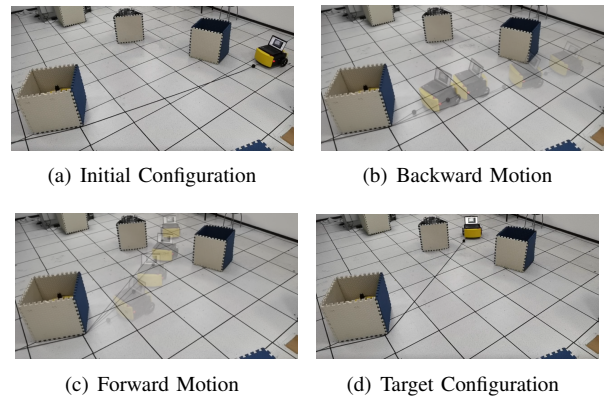 (a) Initial Configuration
(b) Backward Motion
(c) Forward Motion
(d) Target Configuration